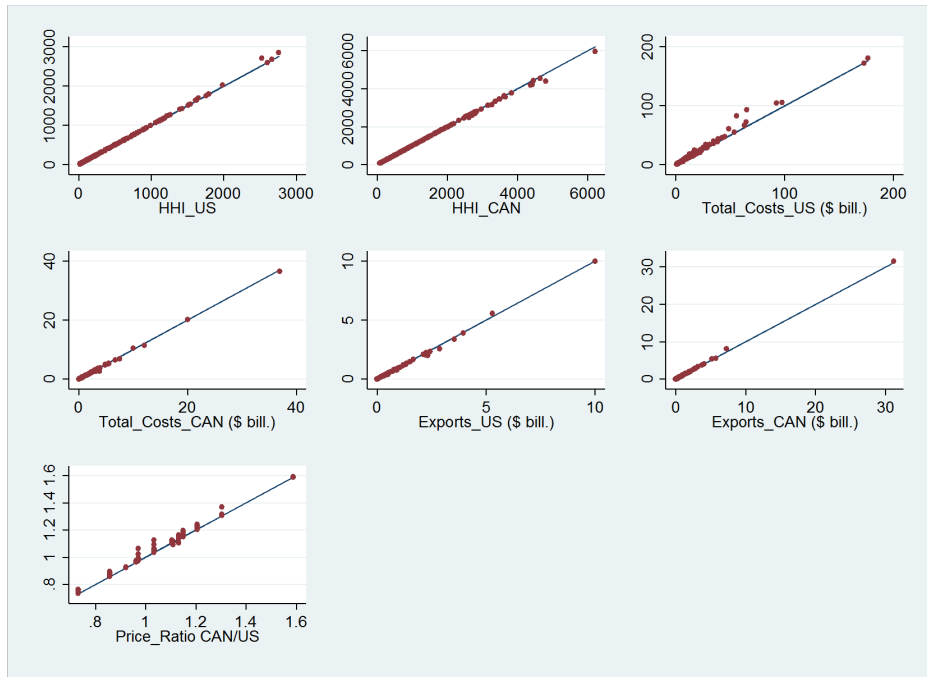 3000
2000
1000
0
0 1000 2000 3000
HHI_US
6000
4000
2000
0
0 2000 4000 6000
HHI_CAN
200
100
0
0 100 200
Total_Costs_US ($ bill.)
40
20
0
0 20 40
Total_Costs_CAN ($ bill.)
10
5
0
0 5 10
Exports_US ($ bill.)
30
20
10
0
0 10 20 30
Exports_CAN ($ bill.)
1.6
1.4
1.2
1
.8
.8 1 1.2 1.4 1.6
Price_Ratio CAN/US